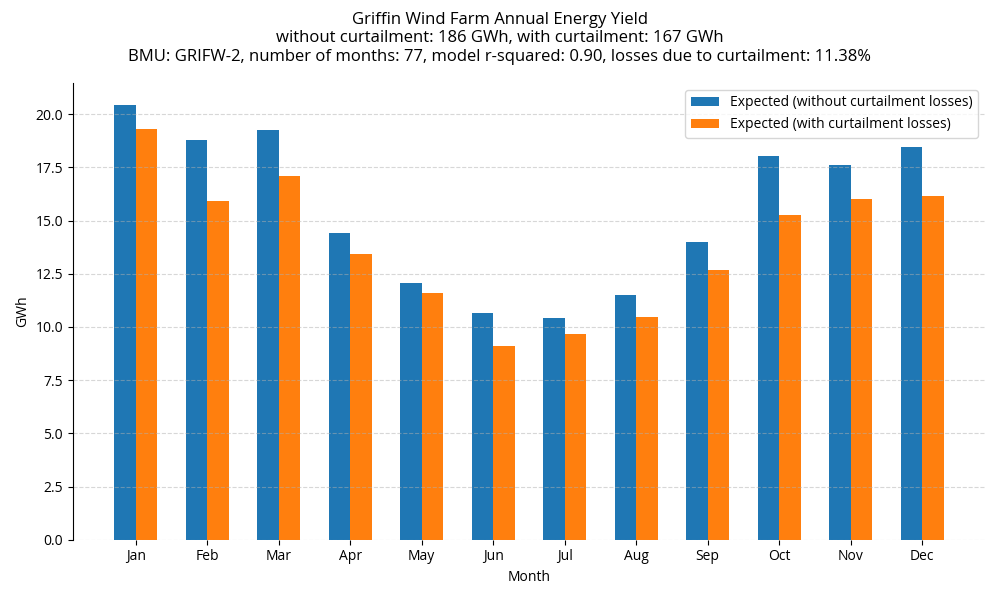 Griffin Wind Farm Annual Energy Yield
without curtailment: 186 GWh, with curtailment: 167 GWh
BMU: GRIFW-2, number of months: 77, model r-squared: 0.90, losses due to curtailment: 11.38%
Expected (without curtailment losses)
Expected (with curtailment losses)
20.0
17.5
15.0
12.5
10.0
7.5
5.0
2.5
0.0
GWh
Jan Feb Mar Apr May Jun Jul Aug Sep Oct Nov Dec
Month